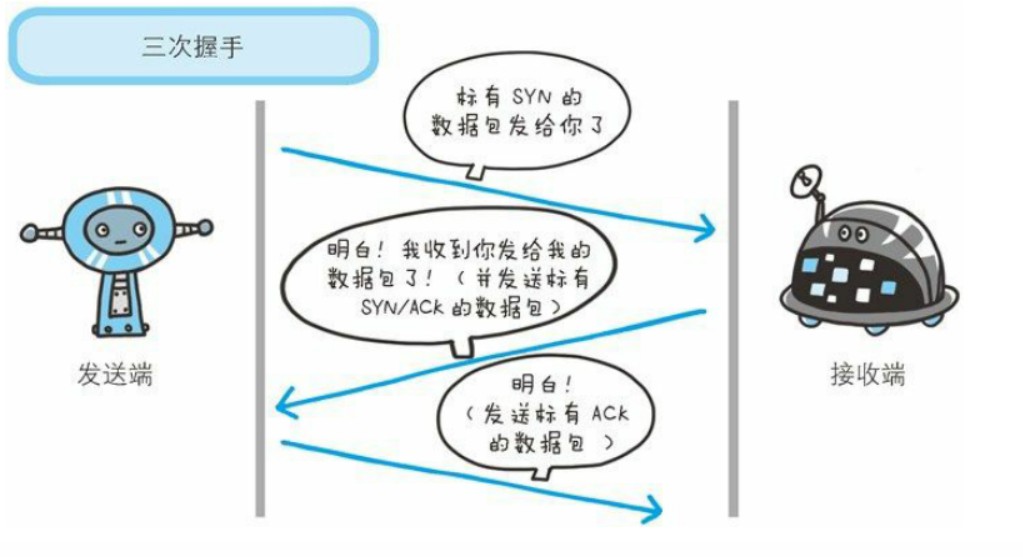 三次握手
标有 SYN 的
数据包发给你了
明白！我收到你发给我的
数据包了！（并发送标有
SYN/ACK 的数据包）
发送端
接收端
明白！
（发送标有 ACK
的数据包 ）